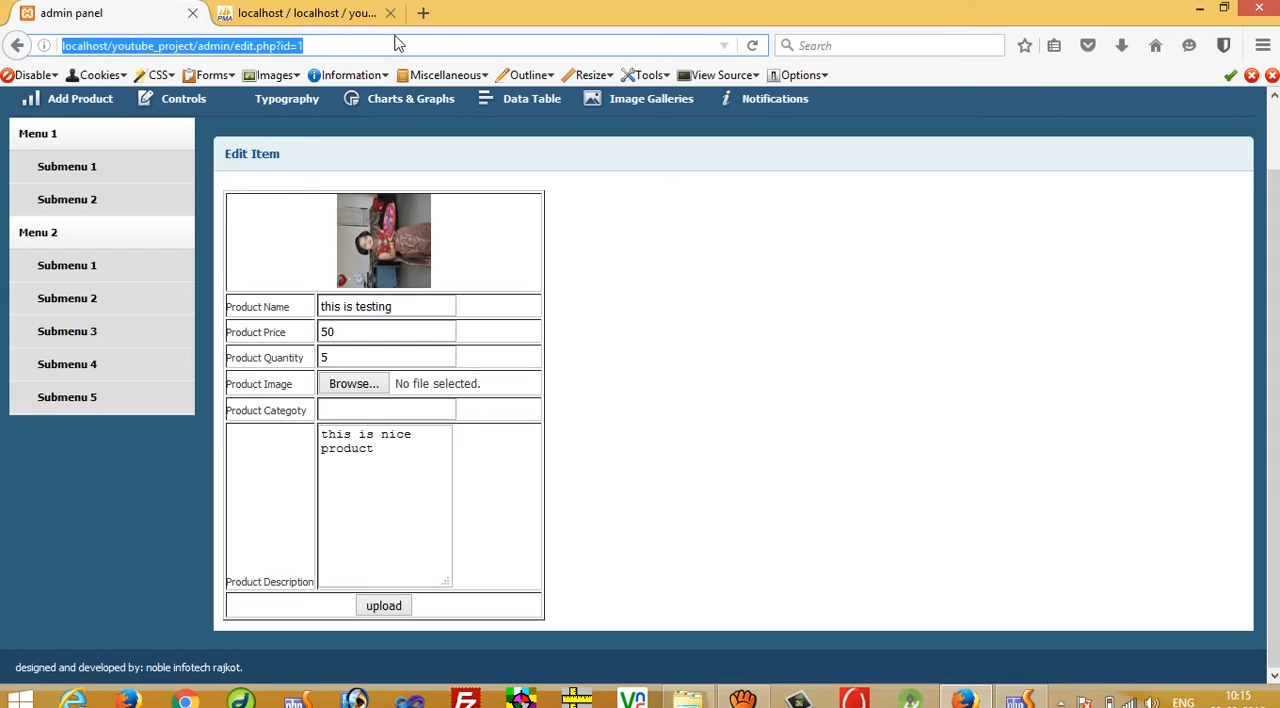 admin panel
localhost / localhost / you...
localhost/youtube_project/admin/edit.php?id=1
Search
Disable Cookies CSS Forms Images Information Miscellaneous Outline Resize Tools View Source Options
Add Product Controls Typography Charts & Graphs Data Table Image Galleries Notifications
Menu 1
Submenu 1
Submenu 2
Menu 2
Submenu 1
Submenu 2
Submenu 3
Submenu 4
Submenu 5
Edit Item
Product Name this is testing
Product Price 50
Product Quantity 5
Product Image Browse... No file selected.
Product Categoty
this is nice
product
Product Description
upload
designed and developed by: noble infotech rajkot.
ENG
10:15